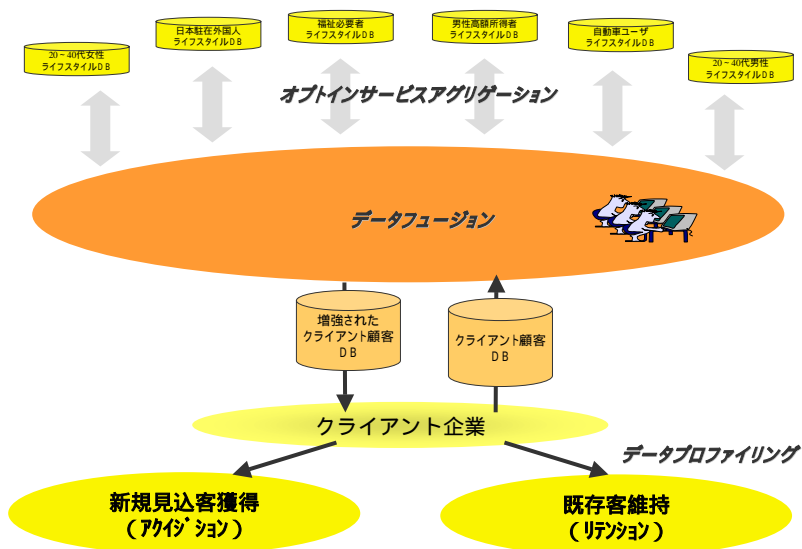 20~40代女性
ライフスタイルDB
日本駐在外国人
ライフスタイルDB
福祉必要者
ライフスタイルDB
男性高額所得者
ライフスタイルDB
自動車ユーザ
ライフスタイルDB
20~40代男性
ライフスタイルDB
オプトインサービスアグリゲーション
データフュージョン
増強された
クライアント顧客
DB
クライアント顧客
DB
クライアント企業
データプロファイリング
新規見込客獲得
(アクイジション)
既存客維持
(リテンション)